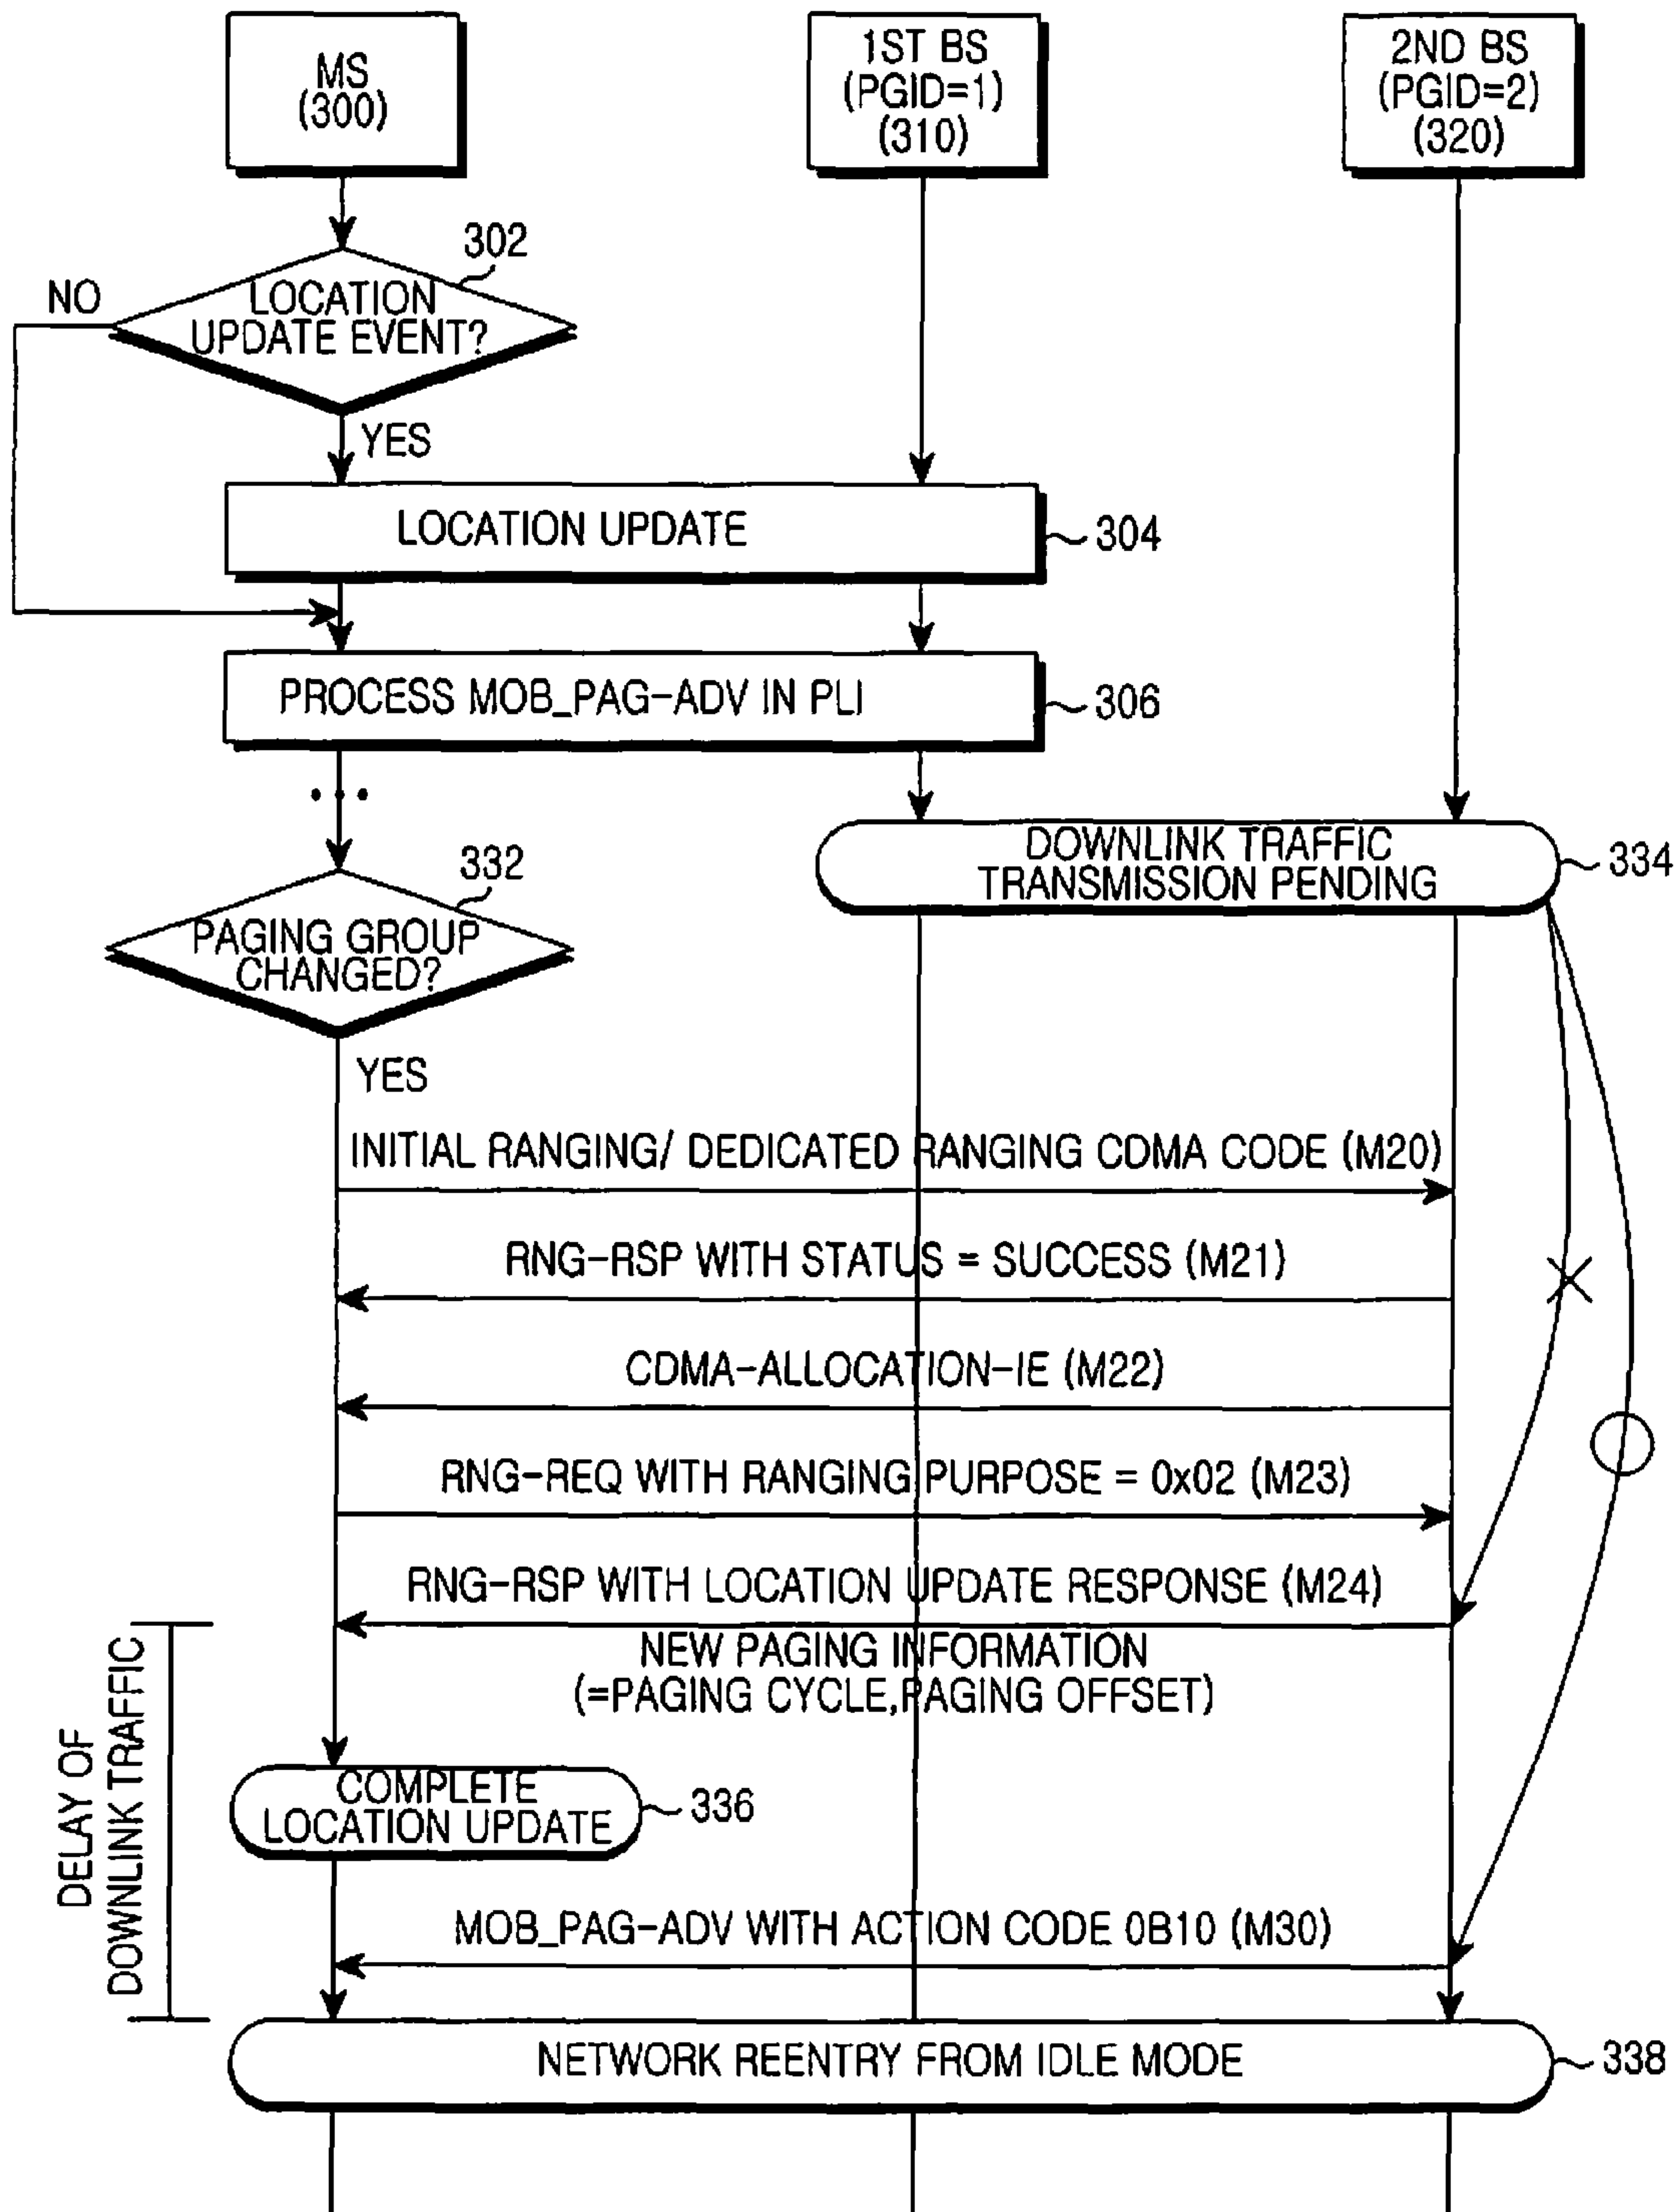 MS
(300)
1ST BS
(PGID=1)
(310)
2ND BS
(PGID=2)
(320)
302
NO
LOCATION
UPDATE EVENT?
YES
LOCATION UPDATE
304
PROCESS MOB_PAG-ADV IN PLI
306
• • •
DOWNLINK TRAFFIC
TRANSMISSION PENDING
334
332
PAGING GROUP
CHANGED?
YES
INITIAL RANGING/ DEDICATED RANGING CDMA CODE (M20)
RNG-RSP WITH STATUS = SUCCESS (M21)
CDMA-ALLOCATION-IE (M22)
RNG-REQ WITH RANGING PURPOSE = 0x02 (M23)
RNG-RSP WITH LOCATION UPDATE RESPONSE (M24)
NEW PAGING INFORMATION
(=PAGING CYCLE,PAGING OFFSET)
DELAY OF
DOWNLINK TRAFFIC
COMPLETE
LOCATION UPDATE
336
MOB_PAG-ADV WITH ACTION CODE 0B10 (M30)
NETWORK REENTRY FROM IDLE MODE
338